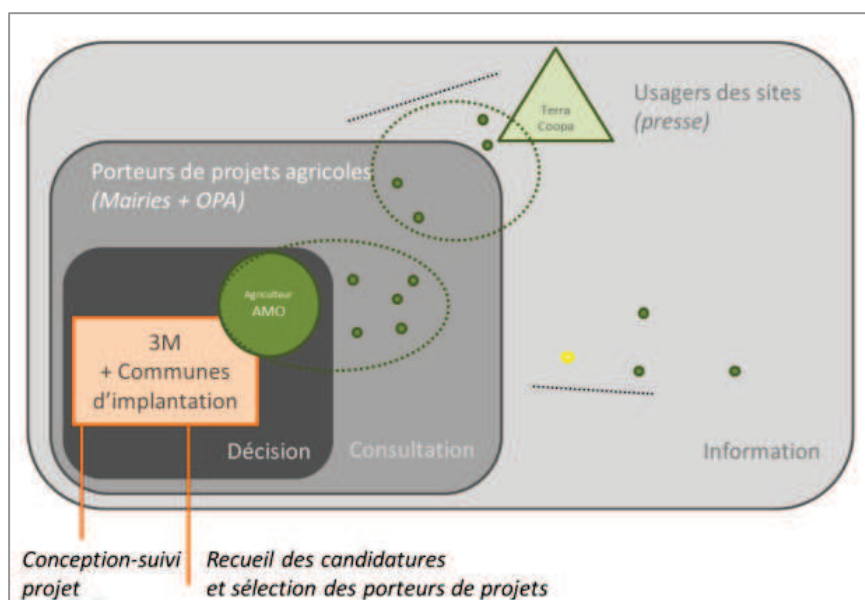 Terra
Coopa
Usagers des sites
(presse)
Porteurs de projets agricoles
(Mairies + OPA)
Agriculteur
AMO
3M
+ Communes
d'implantation
Décision
Consultation
Information
Conception-suivi
projet
Recueil des candidatures
et sélection des porteurs de projets